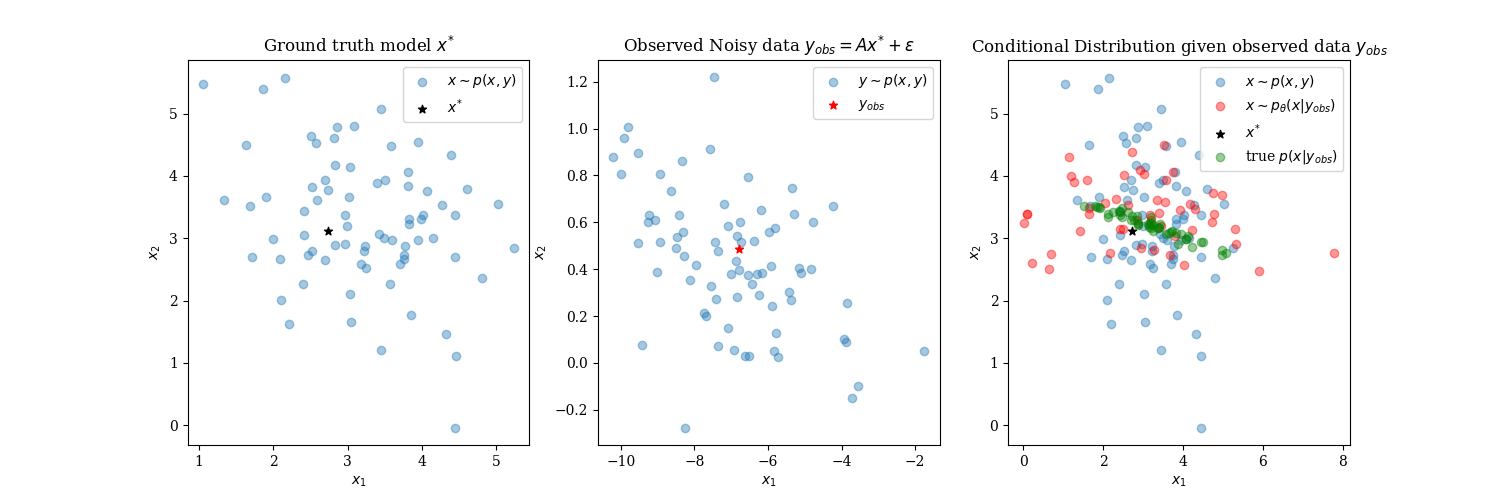 Ground truth model x*
x ~ p(x, y)
x*
5
4
3
2
1
0
x₂
1 2 3 4 5
x₁
Observed Noisy data y_obs = Ax* + ε
y ~ p(x, y)
y_obs
1.2
1.0
0.8
0.6
0.4
0.2
0.0
−0.2
x₂
−10 −8 −6 −4 −2
x₁
Conditional Distribution given observed data y_obs
x ~ p(x, y)
x ~ p_θ(x|y_obs)
x*
true p(x|y_obs)
5
4
3
2
1
0
x₂
0 2 4 6 8
x₁